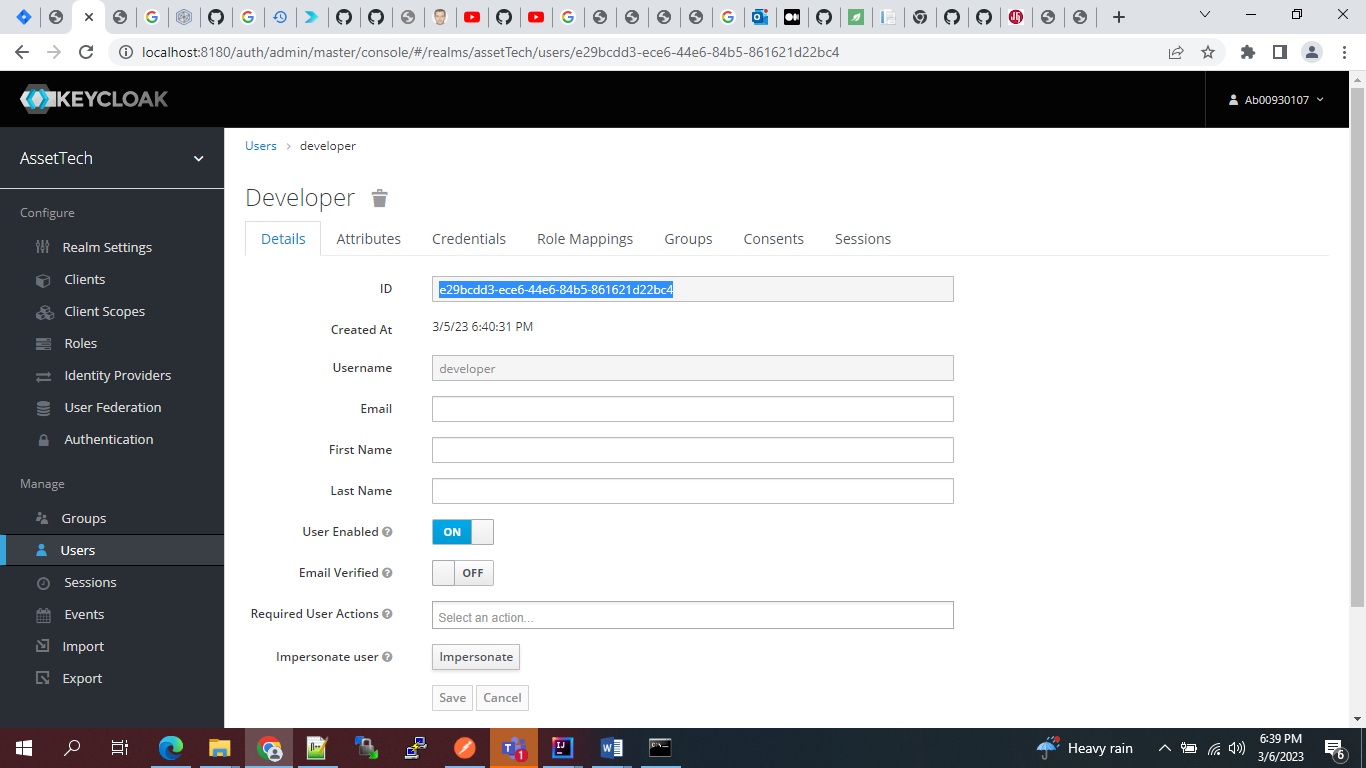 localhost:8180/auth/admin/master/console/#/realms/assetTech/users/e29bcdd3-ece6-44e6-84b5-861621d22bc4
KEYCLOAK
Ab00930107
AssetTech
Users > developer
Developer
Configure
Realm Settings
Clients
Client Scopes
Roles
Identity Providers
User Federation
Authentication
Manage
Groups
Users
Sessions
Events
Import
Export
Details Attributes Credentials Role Mappings Groups Consents Sessions
ID e29bcdd3-ece6-44e6-84b5-861621d22bc4
Created At 3/5/23 6:40:31 PM
Username developer
Email
First Name
Last Name
User Enabled ON
Email Verified OFF
Required User Actions Select an action...
Impersonate user Impersonate
Save Cancel
Heavy rain
6:39 PM
3/6/2023
1
6